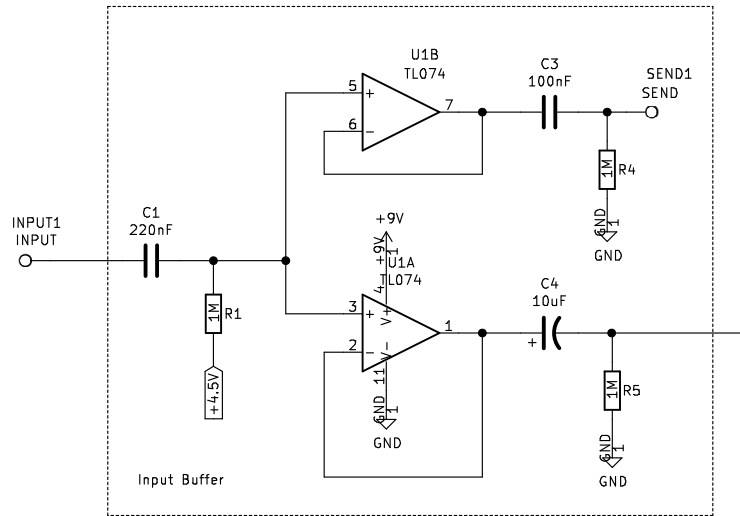 U1B
TL074
5
+
6
−
7
C3
100nF
SEND1
SEND
1M
R4
GND
1
GND
INPUT1
INPUT
C1
220nF
1M
R1
+4.5V
+9V
+9V
1
U1A
TL074
4
3
+
V+
2
−
V−
1
11
GND
1
GND
C4
10uF
+
1M
R5
GND
1
GND
Input Buffer